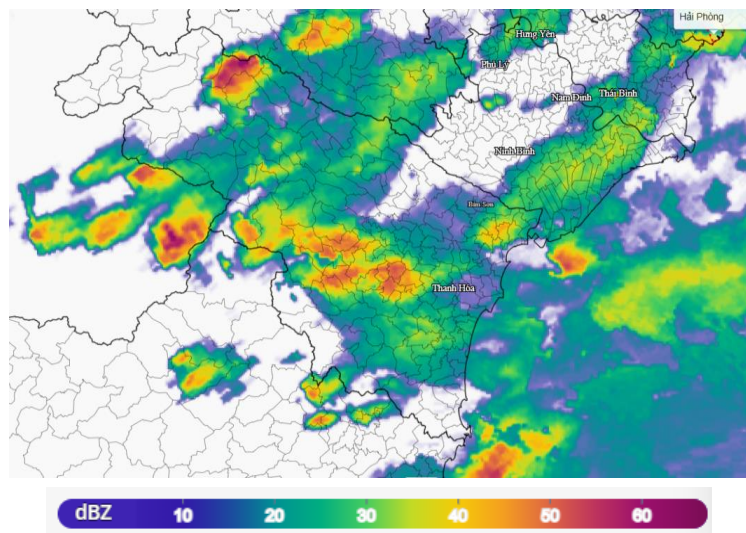 Hải Phòng
Hưng Yên
Phủ Lý
Nam Định
Thái Bình
Ninh Bình
Bỉm Sơn
Thanh Hóa
dBZ 10 20 30 40 50 60